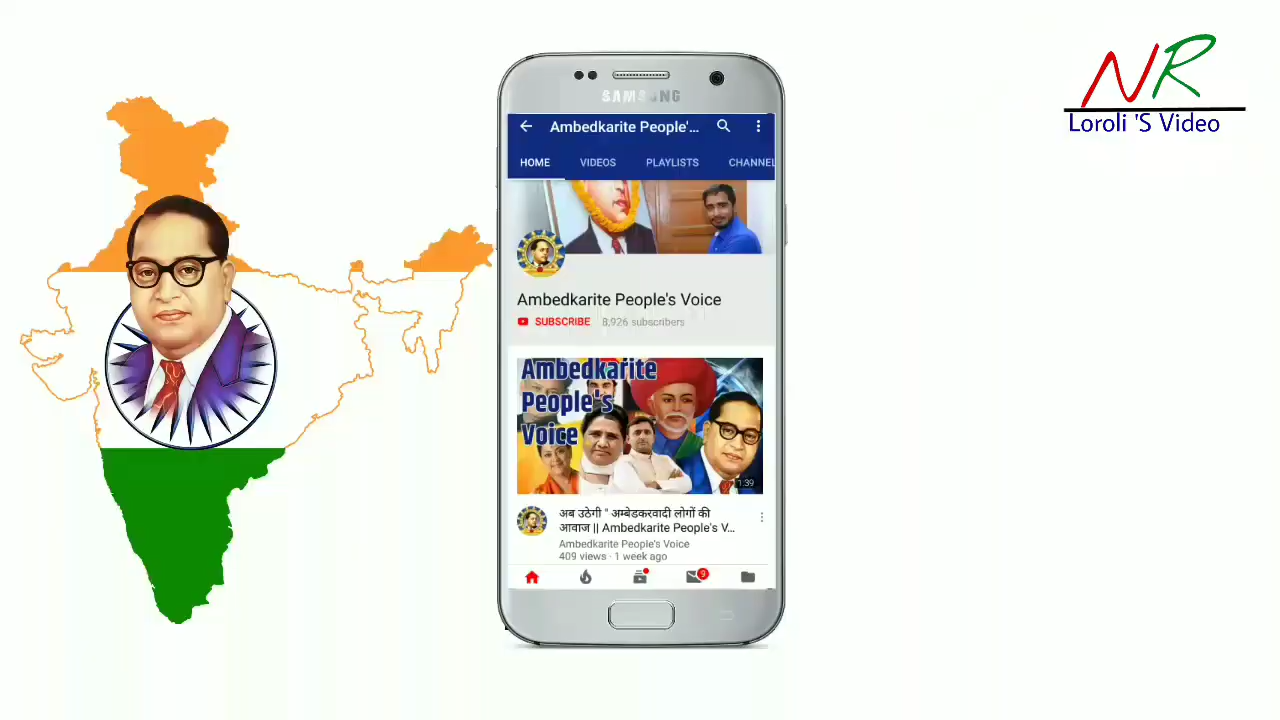 NR
Loroli 'S Video
SAMSUNG
Ambedkarite People'...
HOME VIDEOS PLAYLISTS CHANNEL
Ambedkarite People's Voice
SUBSCRIBE 8,926 subscribers
Ambedkarite
People's
Voice
1:39
अब उठेगी " अम्बेडकरवादी लोगों की
आवाज || Ambedkarite People's V...
Ambedkarite People's Voice
409 views · 1 week ago
9